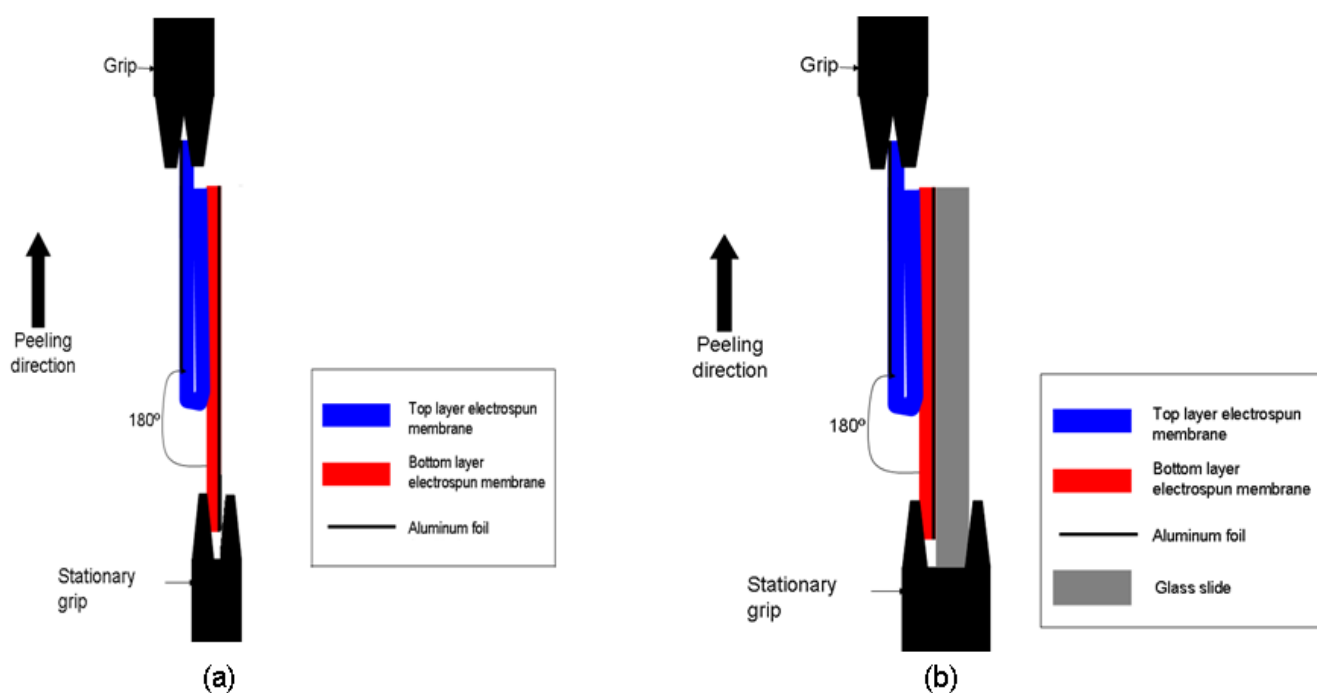 Grip
Peeling
direction
180º
Stationary
grip
Top layer electrospun
membrane
Bottom layer
electrospun membrane
Aluminum foil
(a)
Grip
Peeling
direction
180º
Stationary
grip
Top layer electrospun
membrane
Bottom layer
electrospun membrane
Aluminum foil
Glass slide
(b)